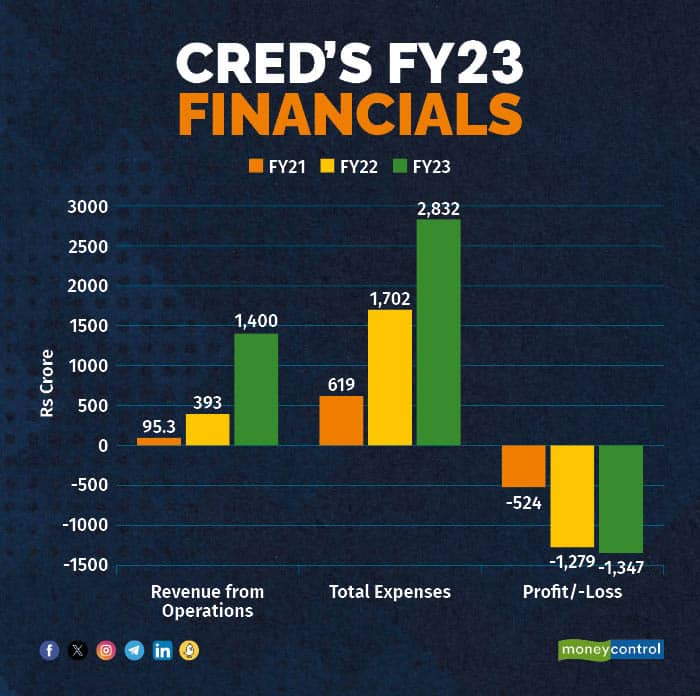 CRED'S FY23
FINANCIALS
FY21 FY22 FY23
3000
2500
2000
1500
1000
500
0
-500
-1000
-1500
Rs Crore
95.3
393
1,400
619
1,702
2,832
-524
-1,279
-1,347
Revenue from
Operations
Total Expenses
Profit/-Loss
moneycontrol